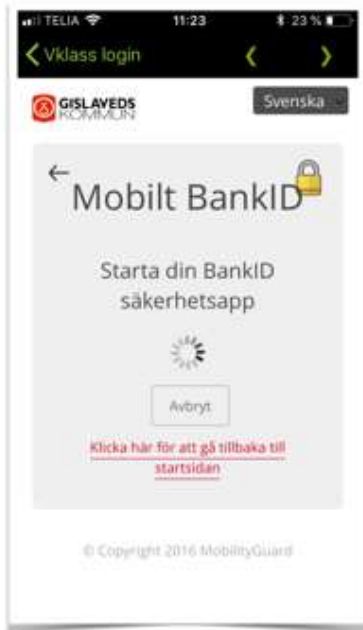 TELIA 11:23 23 %
Vklass login
GISLAVEDS
KOMMUN
Svenska
Mobilt BankID
Starta din BankID
säkerhetsapp
Avbryt
Klicka här för att gå tillbaka till
startsidan
© Copyright 2016 MobilityGuard